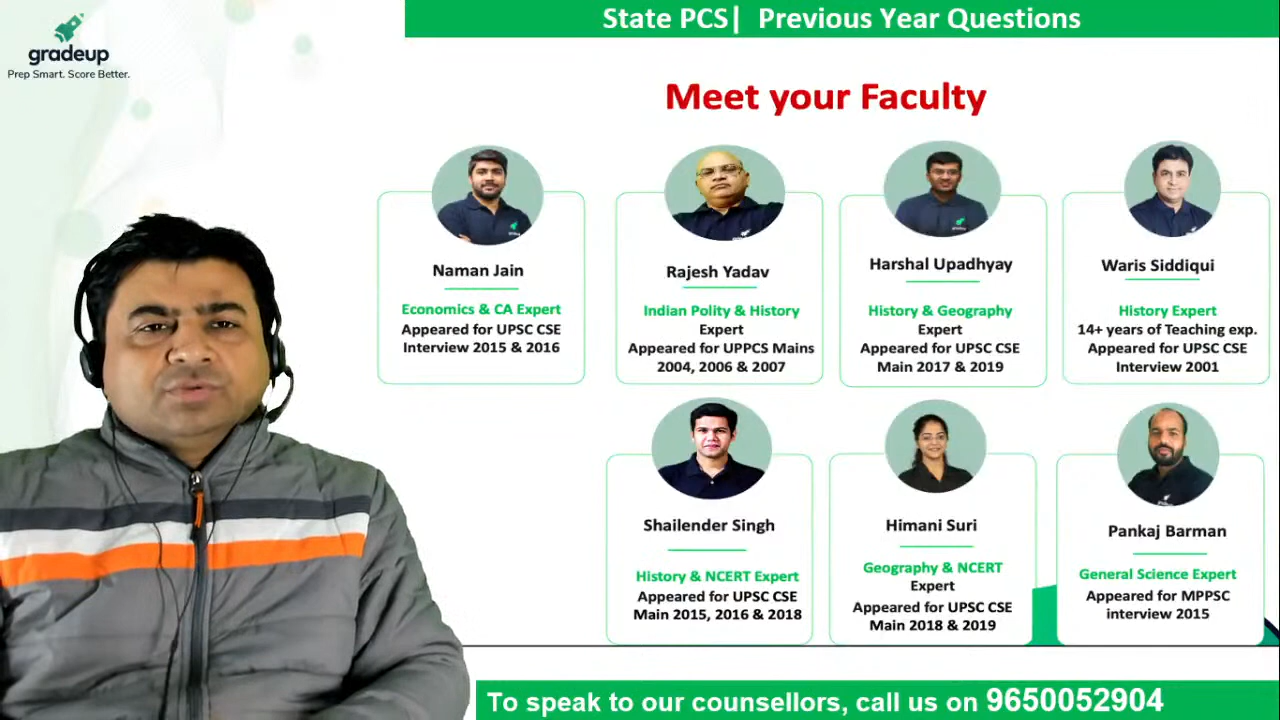 State PCS| Previous Year Questions
gradeup
Prep Smart. Score Better.
Meet your Faculty
Naman Jain
Economics & CA Expert
Appeared for UPSC CSE
Interview 2015 & 2016
Rajesh Yadav
Indian Polity & History
Expert
Appeared for UPPCS Mains
2004, 2006 & 2007
Harshal Upadhyay
History & Geography
Expert
Appeared for UPSC CSE
Main 2017 & 2019
Waris Siddiqui
History Expert
14+ years of Teaching exp.
Appeared for UPSC CSE
Interview 2001
Shailender Singh
History & NCERT Expert
Appeared for UPSC CSE
Main 2015, 2016 & 2018
Himani Suri
Geography & NCERT
Expert
Appeared for UPSC CSE
Main 2018 & 2019
Pankaj Barman
General Science Expert
Appeared for MPPSC
interview 2015
To speak to our counsellors, call us on 9650052904